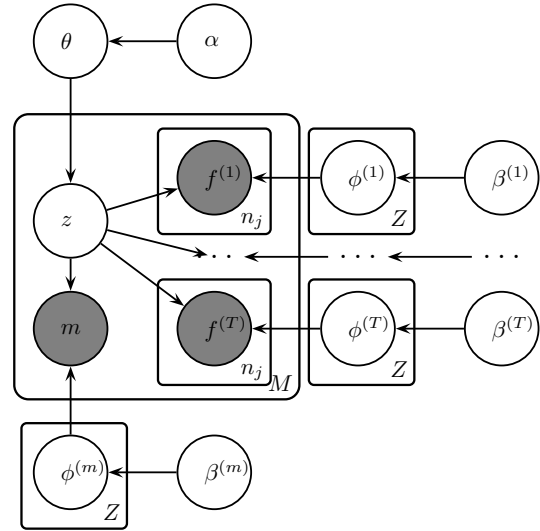 θ α
f⁽¹⁾ ϕ⁽¹⁾ β⁽¹⁾
n_j Z
z
· · · · · · · ·
m f⁽ᵀ⁾ ϕ⁽ᵀ⁾ β⁽ᵀ⁾
n_j M Z
ϕ⁽ᵐ⁾ β⁽ᵐ⁾
Z